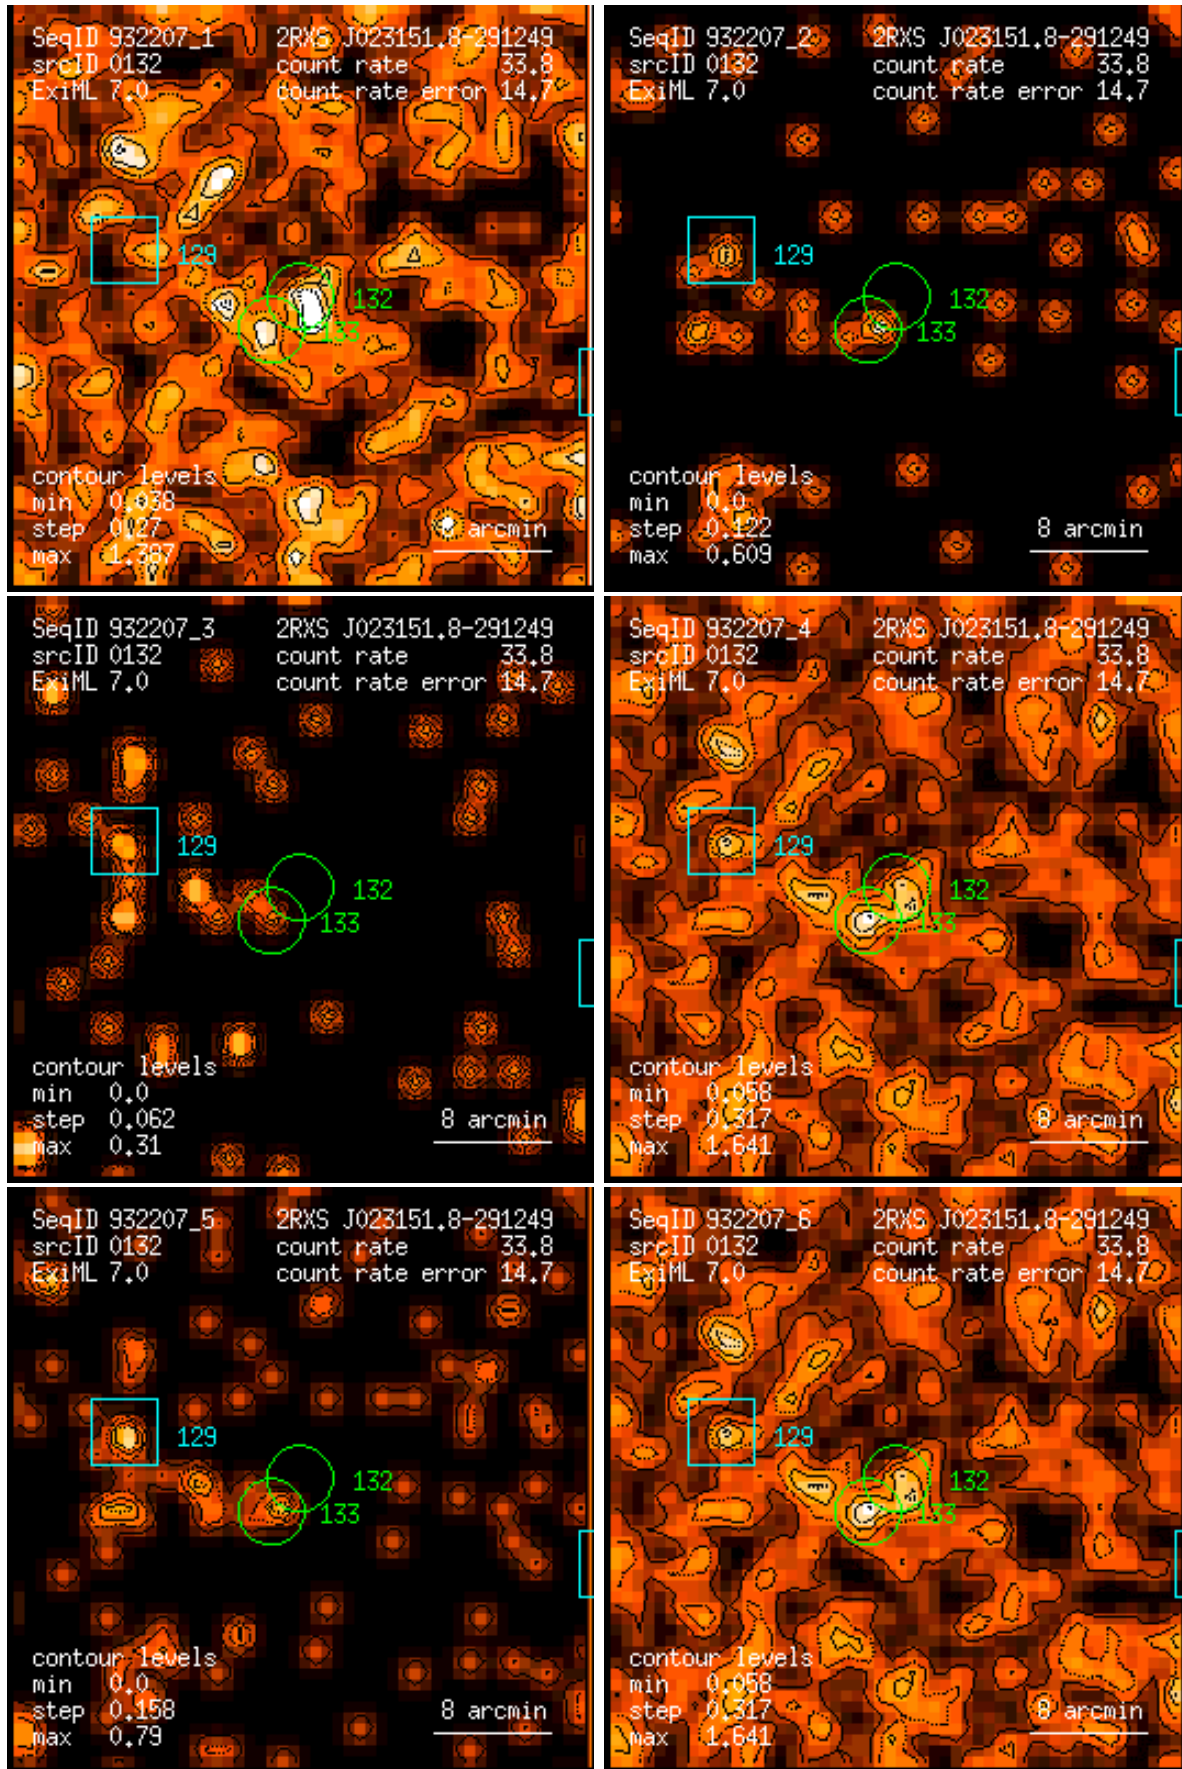 SeqID 932207_1 2RXS J023151.8-291249
srcID 0132 count rate 33.8
ExiML 7.0 count rate error 14.7
129
132
133
contour levels
min 0.038
step 0.27
max 1.387
8 arcmin
SeqID 932207_2 2RXS J023151.8-291249
srcID 0132 count rate 33.8
ExiML 7.0 count rate error 14.7
129
132
133
contour levels
min 0.0
step 0.122
max 0.609
8 arcmin
SeqID 932207_3 2RXS J023151.8-291249
srcID 0132 count rate 33.8
ExiML 7.0 count rate error 14.7
129
132
133
contour levels
min 0.0
step 0.062
max 0.31
8 arcmin
SeqID 932207_4 2RXS J023151.8-291249
srcID 0132 count rate 33.8
ExiML 7.0 count rate error 14.7
129
132
133
contour levels
min 0.058
step 0.317
max 1.641
8 arcmin
SeqID 932207_5 2RXS J023151.8-291249
srcID 0132 count rate 33.8
ExiML 7.0 count rate error 14.7
129
132
133
contour levels
min 0.0
step 0.158
max 0.79
8 arcmin
SeqID 932207_6 2RXS J023151.8-291249
srcID 0132 count rate 33.8
ExiML 7.0 count rate error 14.7
129
132
133
contour levels
min 0.058
step 0.317
max 1.641
8 arcmin